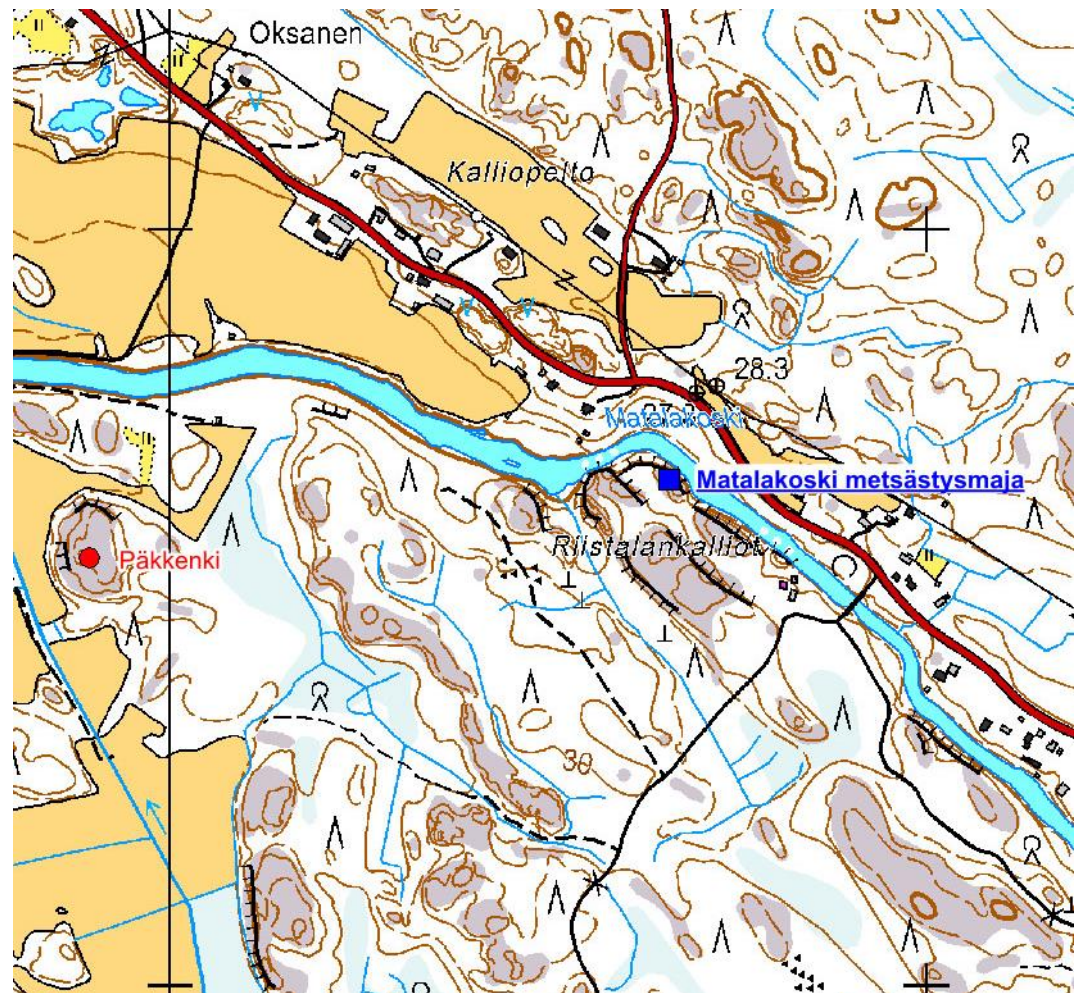 Oksanen
Kalliopelto
28.3
Matalakoski
Matalakoski metsästysmaja
Riistalankalliot
Päkkenki
30